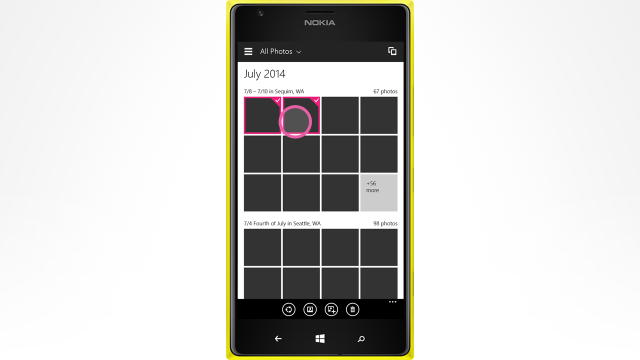 NOKIA
All Photos
July 2014
7/8 – 7/10 in Sequim, WA 67 photos
+56
more
7/4 Fourth of July in Seattle, WA 98 photos